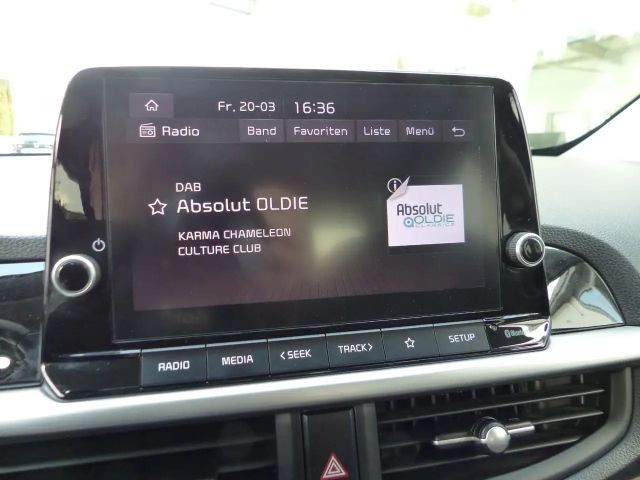 Fr. 20-03 16:36
Radio Band Favoriten Liste Menü
DAB
Absolut OLDIE
KARMA CHAMELEON
CULTURE CLUB
Absolut
OLDIE
CLASSICS
RADIO MEDIA < SEEK TRACK > SETUP